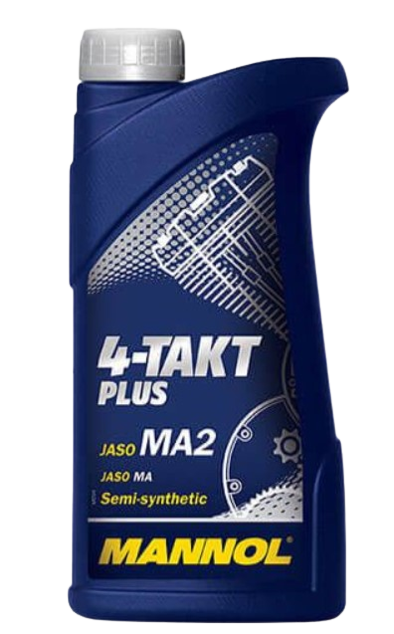 4-TAKT
PLUS
JASO MA2
JASO MA
Semi-synthetic
MANNOL®